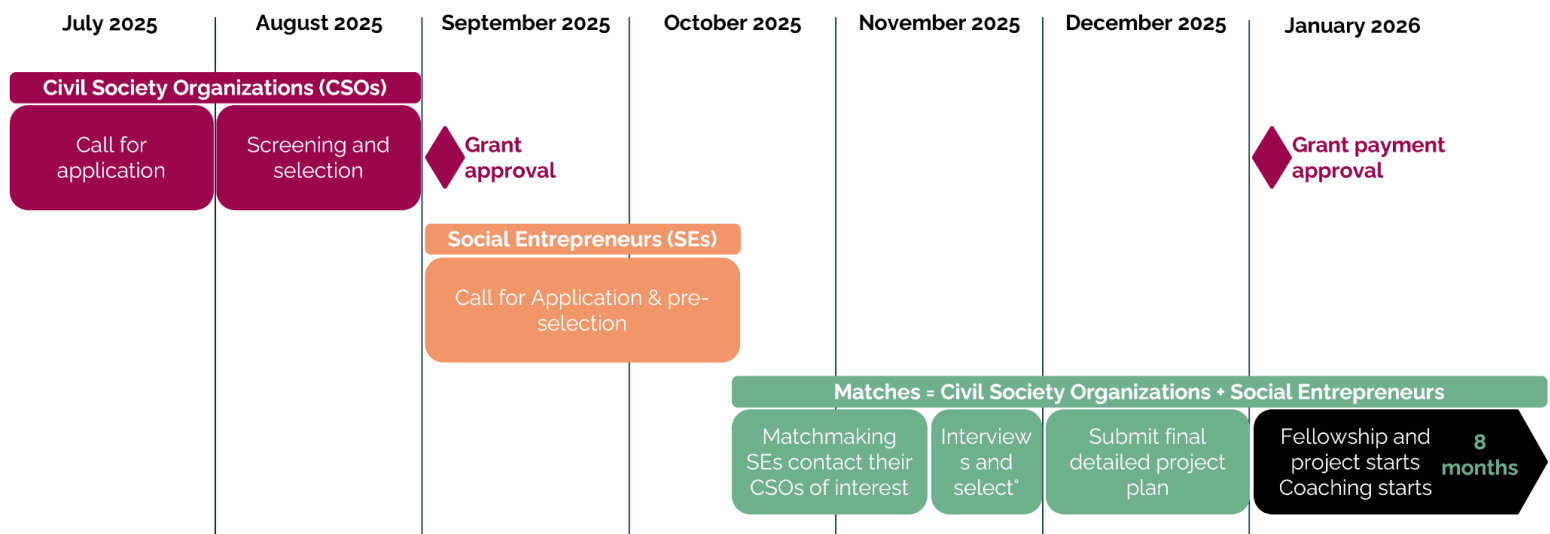 July 2025
August 2025
September 2025
October 2025
November 2025
December 2025
January 2026
Civil Society Organizations (CSOs)
Call for
application
Screening and
selection
Grant
approval
Grant payment
approval
Social Entrepreneurs (SEs)
Call for Application & pre-
selection
Matches = Civil Society Organizations + Social Entrepreneurs
Matchmaking
SEs contact their
CSOs of interest
Interview
s and
select°
Submit final
detailed project
plan
Fellowship and
project starts
Coaching starts
8
months